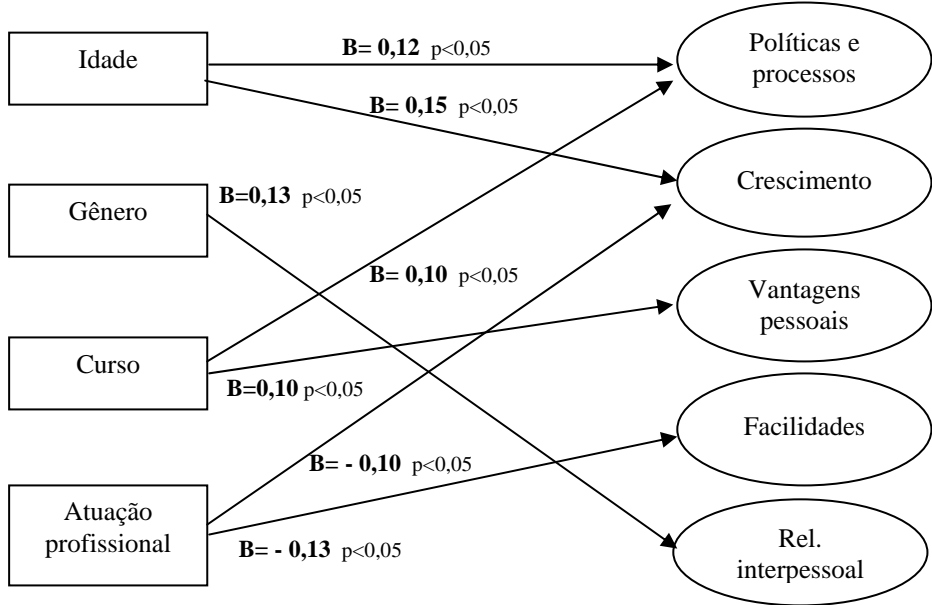 Idade
B= 0,12 p<0,05
Políticas e
processos
B= 0,15 p<0,05
Gênero
B=0,13 p<0,05
Crescimento
B= 0,10 p<0,05
Vantagens
pessoais
Curso
B=0,10 p<0,05
Facilidades
B= - 0,10 p<0,05
Atuação
profissional
B= - 0,13 p<0,05
Rel.
interpessoal